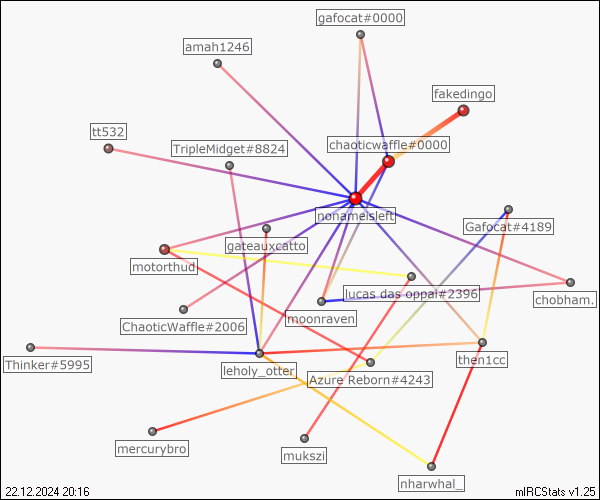 gafocat#0000
amah1246
fakedingo
tt532
chaoticwaffle#0000
TripleMidget#8824
nonameisleft
Gafocat#4189
gateauxcatto
motorthud
lucas das oppai#2396
chobham.
moonraven
ChaoticWaffle#2006
Thinker#5995
then1cc
leholy_otter
Azure Reborn#4243
mercurybro
mukszi
nharwhal_
22.12.2024 20:16
mIRCStats v1.25